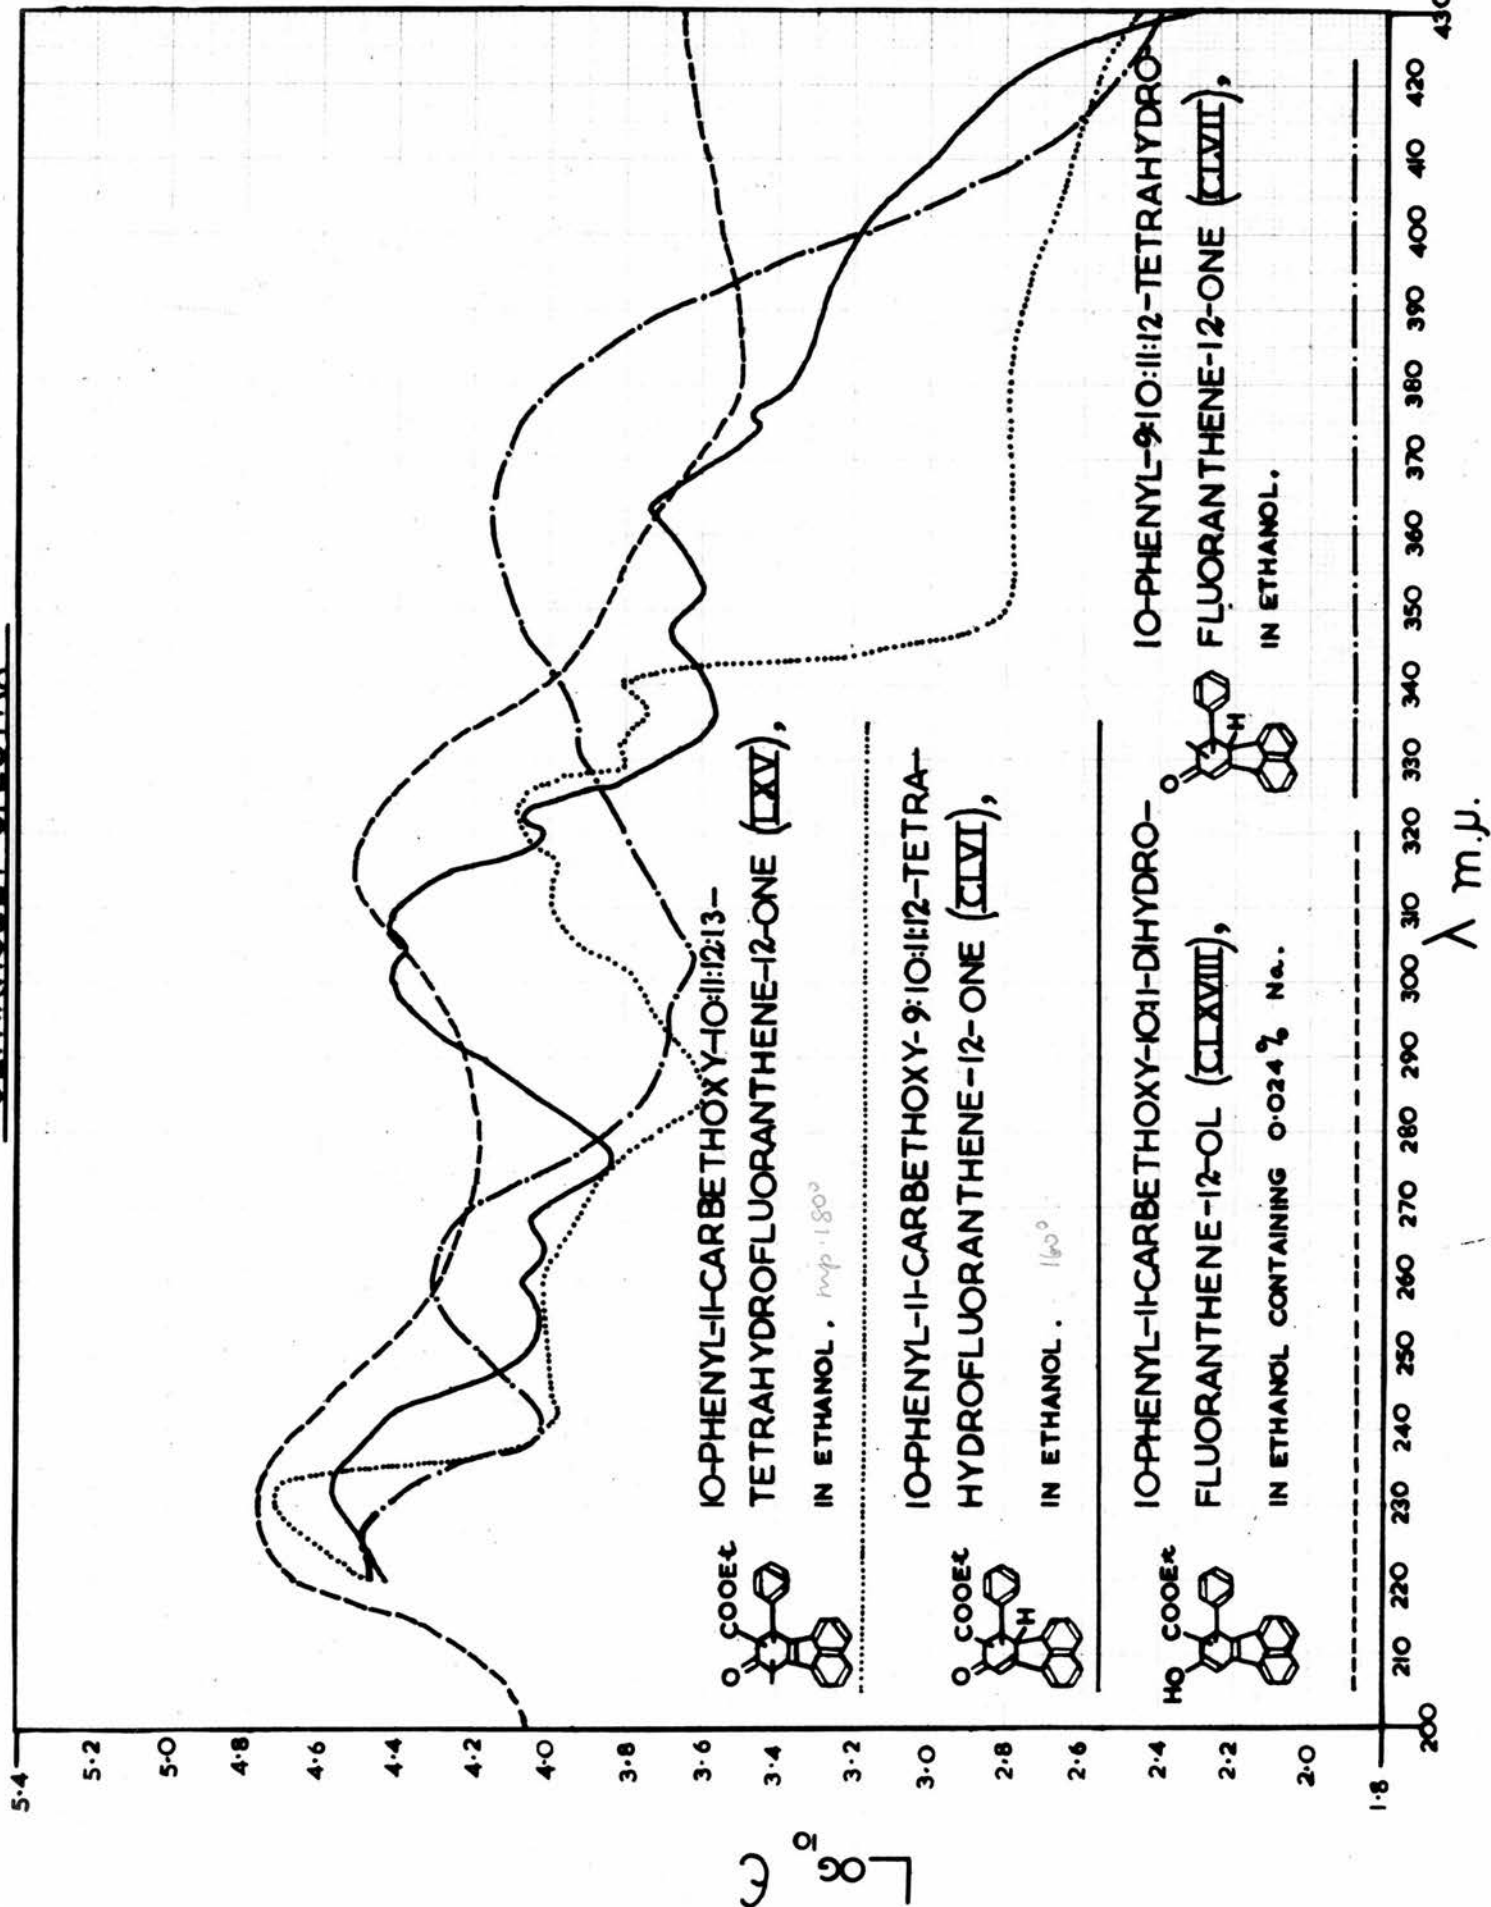 5·4
5·2
5·0
4·8
4·6
4·4
4·2
4·0
3·8
3·6
3·4
3·2
3·0
2·8
2·6
2·4
2·2
2·0
1·8
LOG10 ϵ
200
210
220
230
240
250
260
270
280
290
300
310
320
330
340
350
360
370
380
390
400
410
420
430
λ m.μ.
O
COOEt
10-PHENYL-11-CARBETHOXY-10:11:12:13-
TETRAHYDROFLUORANTHENE-12-ONE (LXV),
IN ETHANOL. mp. 180°
O
COOEt
H
10-PHENYL-11-CARBETHOXY-9:10:11:12-TETRA-
HYDROFLUORANTHENE-12-ONE (CLVI),
IN ETHANOL. 160°
HO
COOEt
10-PHENYL-11-CARBETHOXY-10:11-DIHYDRO-
FLUORANTHENE-12-OL (CLXVIII),
IN ETHANOL CONTAINING 0·024% Na.
O
H
10-PHENYL-9:10:11:12-TETRAHYDRO-
FLUORANTHENE-12-ONE (CLVII),
IN ETHANOL.